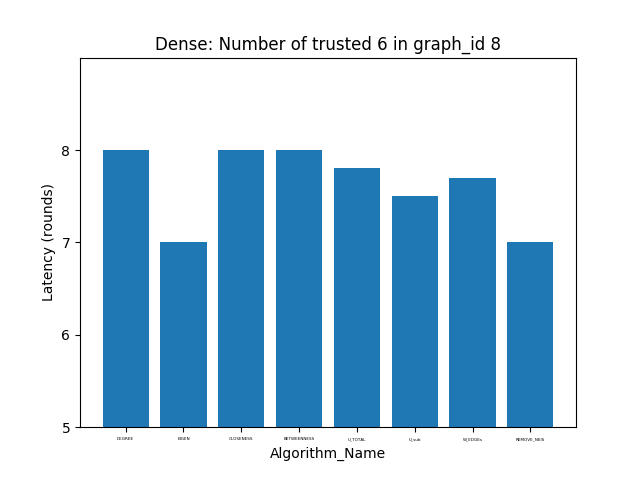 Dense: Number of trusted 6 in graph_id 8
Latency (rounds)
8
7
6
5
DEGREE EIGEN CLOSENESS BETWEENNESS U_TOTAL U_sub W_EDGEs REMOVE_NEIS
Algorithm_Name